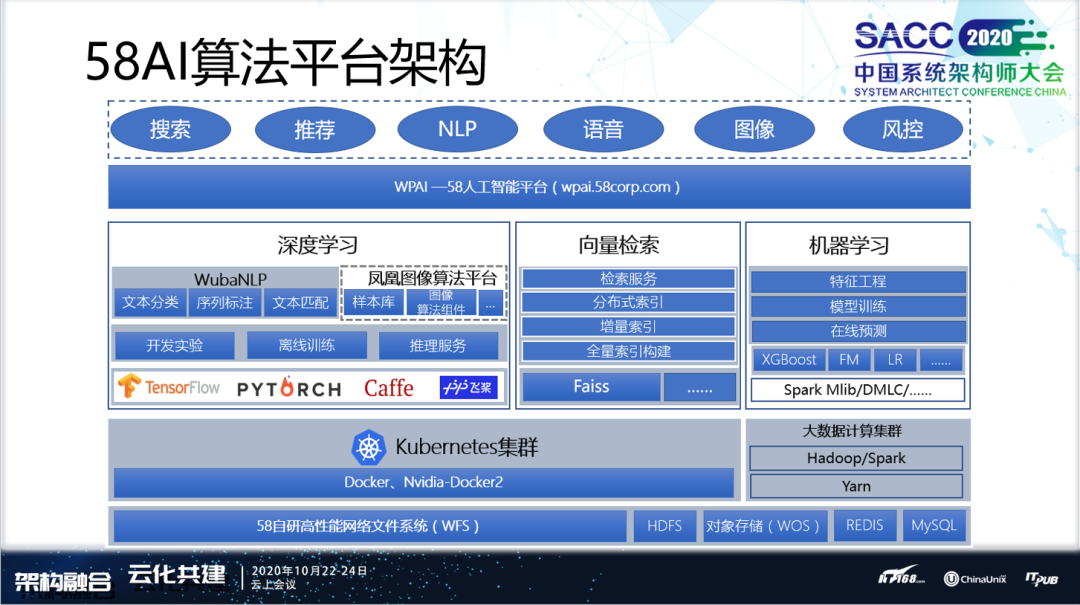 58AI算法平台架构
SACC 2020
中国系统架构师大会
SYSTEM ARCHITECT CONFERENCE CHINA
搜索 推荐 NLP 语音 图像 风控
WPAI —58人工智能平台（wpai.58corp.com）
深度学习
WubaNLP
文本分类 序列标注 文本匹配
凤凰图像算法平台
样本库 图像算法组件 ...
开发实验 离线训练 推理服务
TensorFlow PYTORCH Caffe 飞桨
向量检索
检索服务
分布式索引
增量索引
全量索引构建
Faiss ......
机器学习
特征工程
模型训练
在线预测
XGBoost FM LR ......
Spark Mlib/DMLC/......
Kubernetes集群
Docker、Nvidia-Docker2
大数据计算集群
Hadoop/Spark
Yarn
58自研高性能网络文件系统（WFS） HDFS 对象存储（WOS） REDIS MySQL
架构融合 云化共建
2020年10月22-24日
云上会议
IT168.com ChinaUnix ITPUB